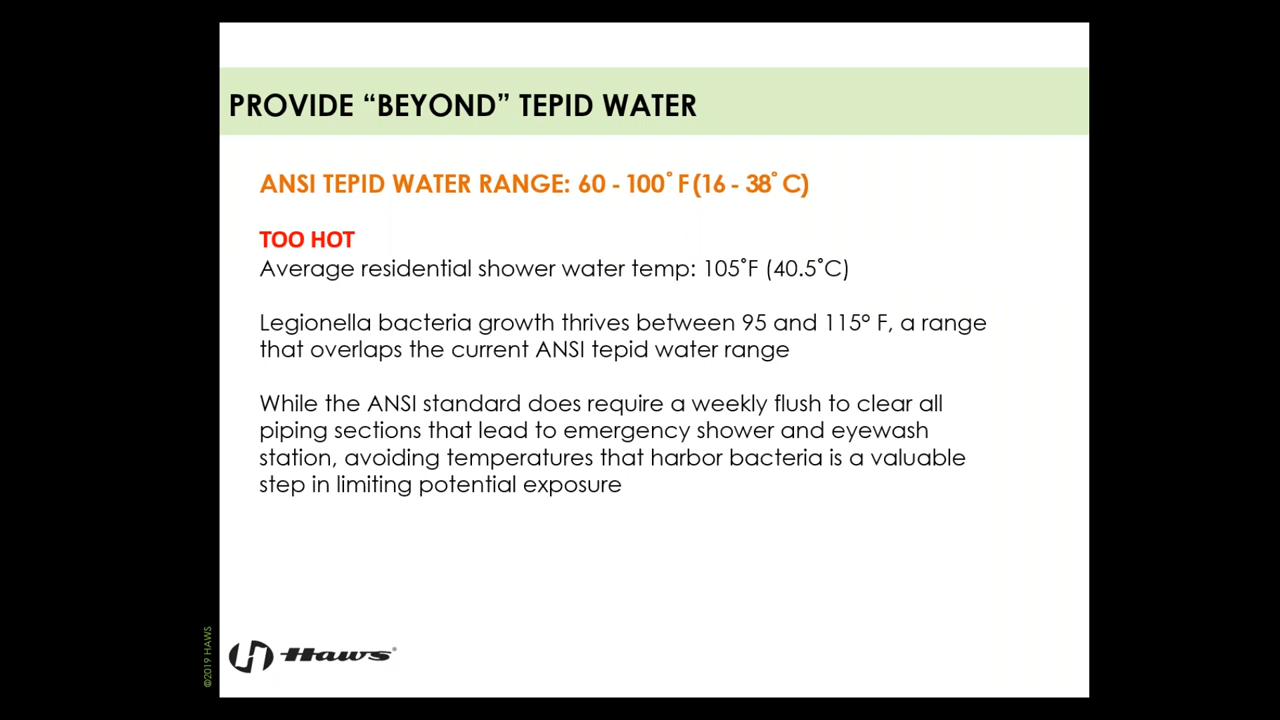 PROVIDE “BEYOND” TEPID WATER
ANSI TEPID WATER RANGE: 60 - 100˚ F (16 - 38˚ C)
TOO HOT
Average residential shower water temp: 105˚F (40.5˚C)
Legionella bacteria growth thrives between 95 and 115° F, a range
that overlaps the current ANSI tepid water range
While the ANSI standard does require a weekly flush to clear all
piping sections that lead to emergency shower and eyewash
station, avoiding temperatures that harbor bacteria is a valuable
step in limiting potential exposure
©2019 HAWS
Haws®